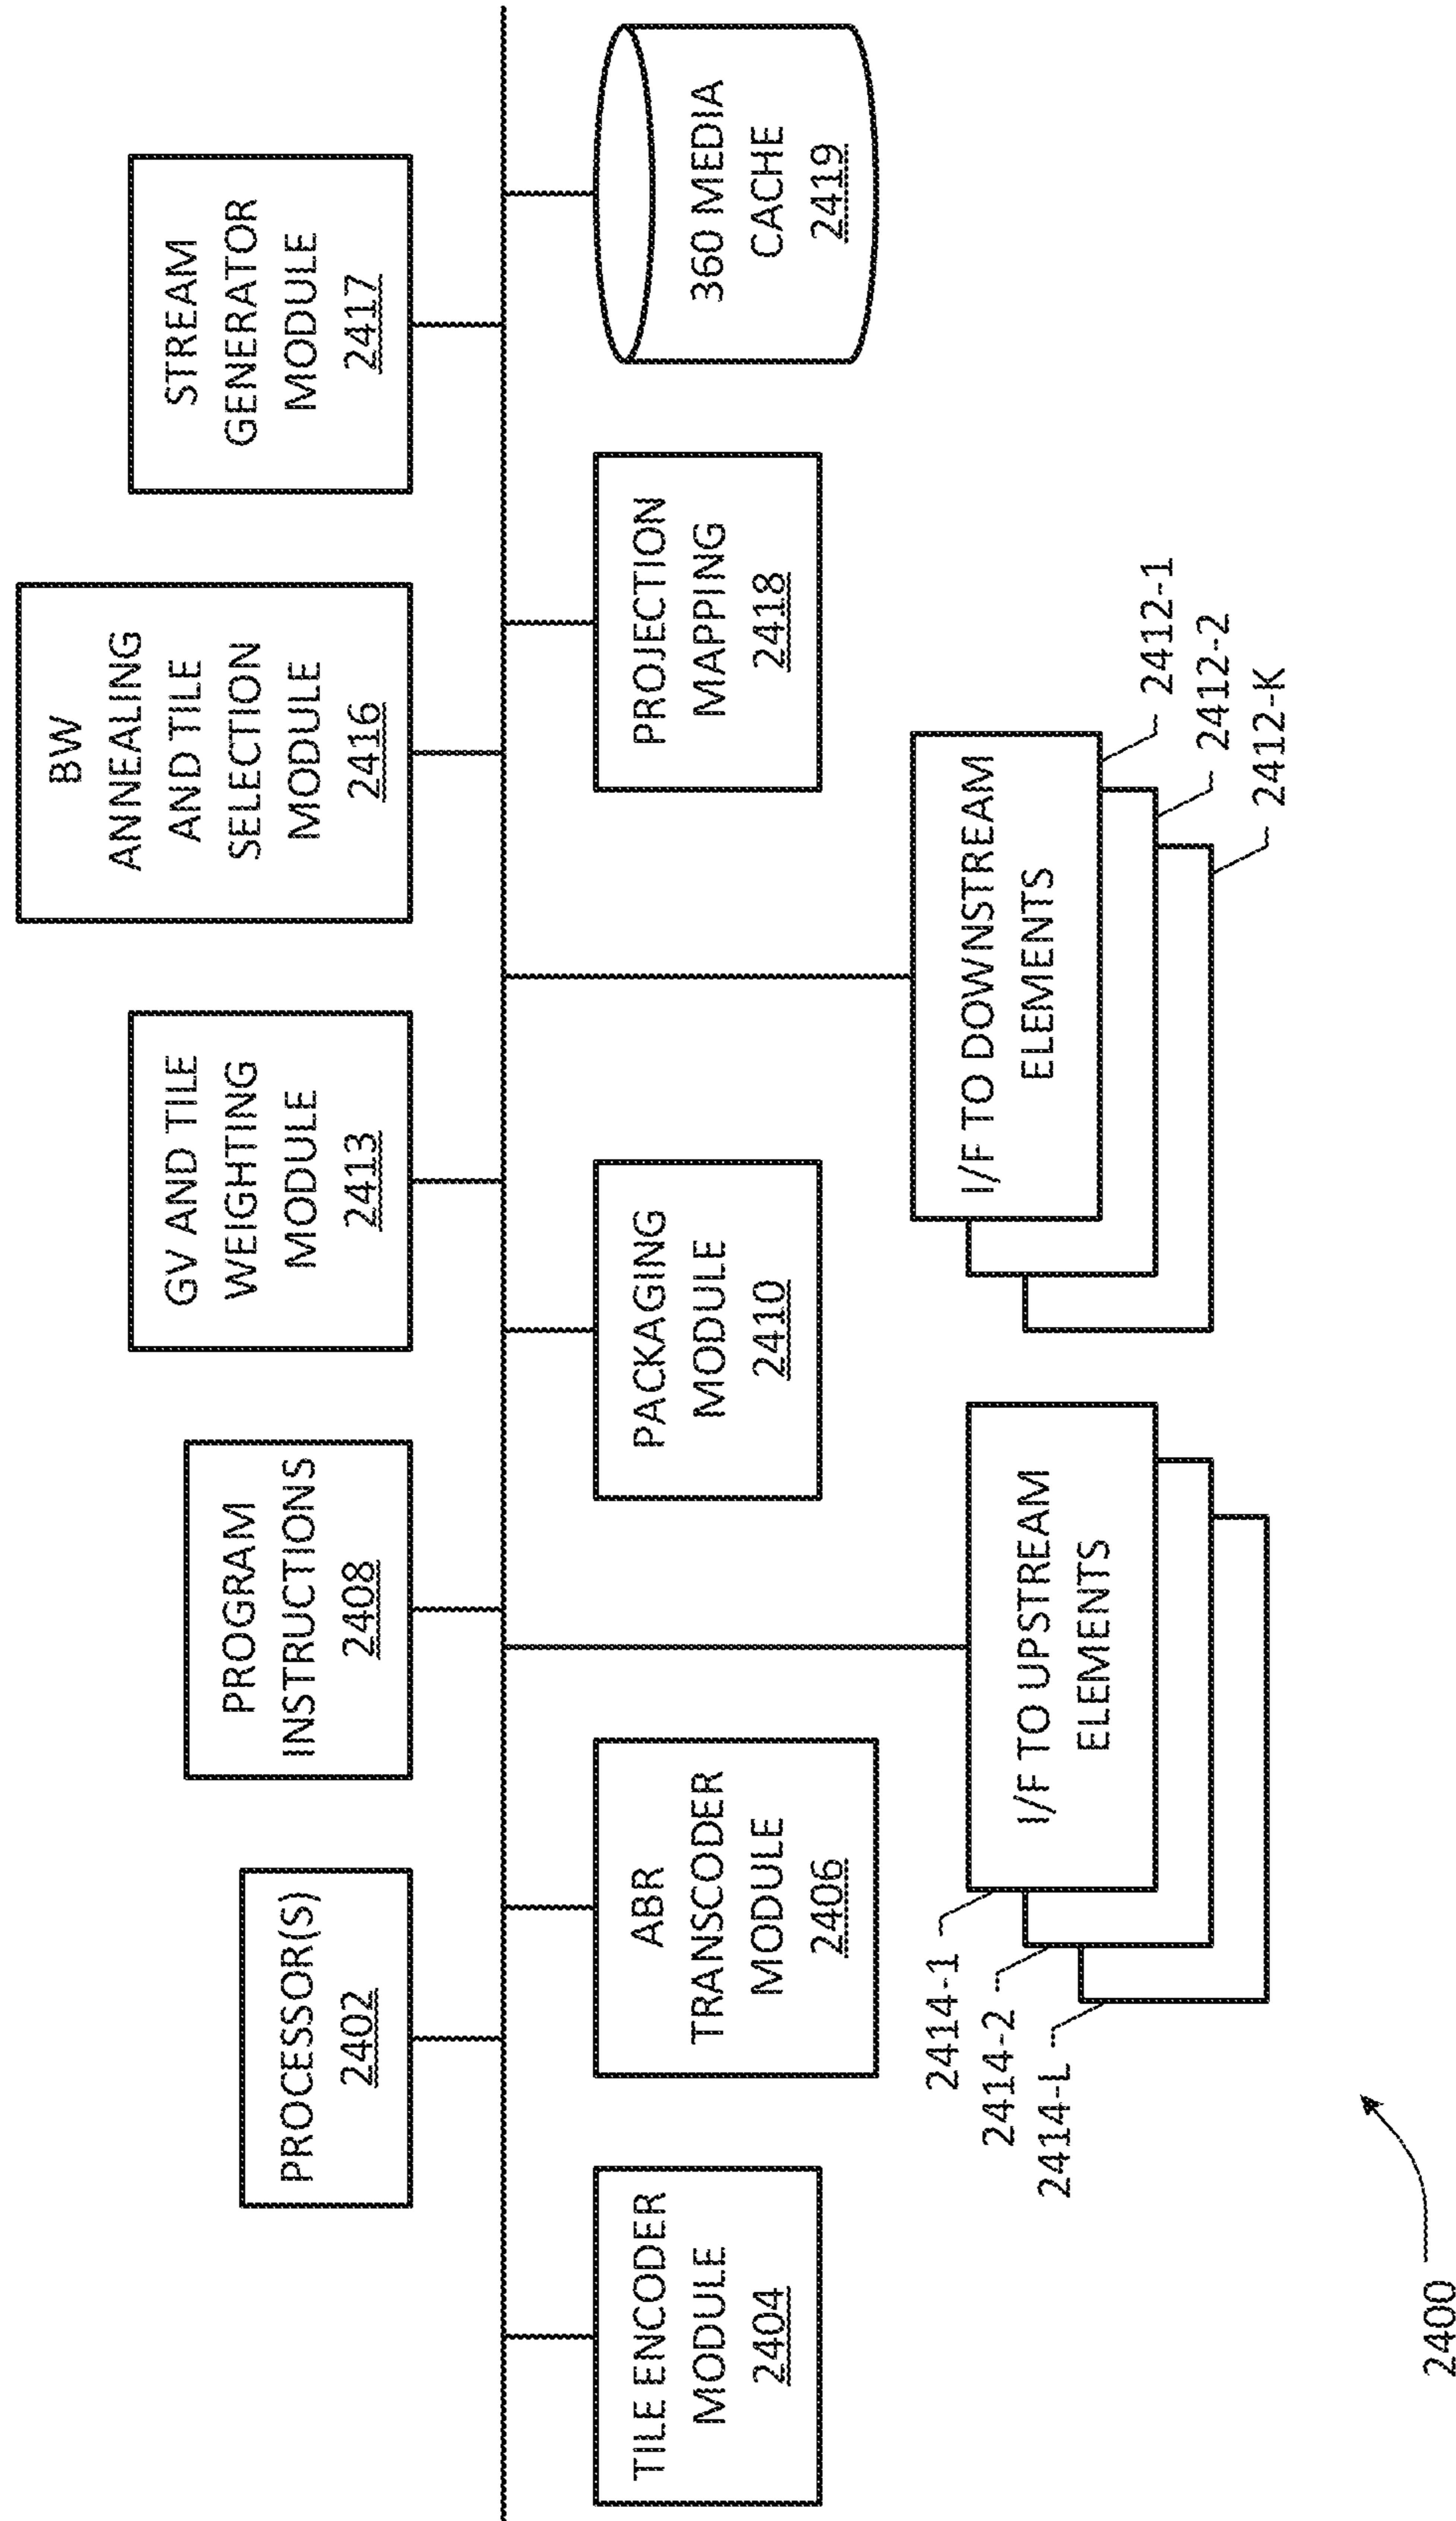 PROCESSOR(S)
2402
PROGRAM
INSTRUCTIONS
2408
GV AND TILE
WEIGHTING
MODULE
2413
BW
ANNEALING
AND TILE
SELECTION
MODULE
2416
STREAM
GENERATOR
MODULE
2417
TILE ENCODER
MODULE
2404
ABR
TRANSCODER
MODULE
2406
PACKAGING
MODULE
2410
PROJECTION
MAPPING
2418
360 MEDIA
CACHE
2419
2414-1
2414-2
2414-L
I/F TO UPSTREAM
ELEMENTS
I/F TO DOWNSTREAM
ELEMENTS
2412-1
2412-2
2412-K
2400